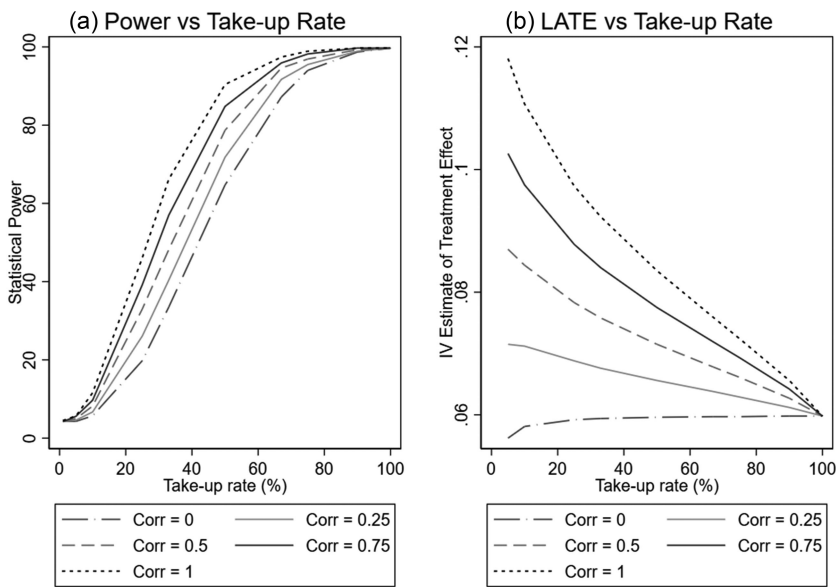 (a) Power vs Take-up Rate
Statistical Power
100
80
60
40
20
0
0 20 40 60 80 100
Take-up rate (%)
Corr = 0
Corr = 0.25
Corr = 0.5
Corr = 0.75
Corr = 1
(b) LATE vs Take-up Rate
IV Estimate of Treatment Effect
.12
.1
.08
.06
0 20 40 60 80 100
Take-up rate (%)
Corr = 0
Corr = 0.25
Corr = 0.5
Corr = 0.75
Corr = 1